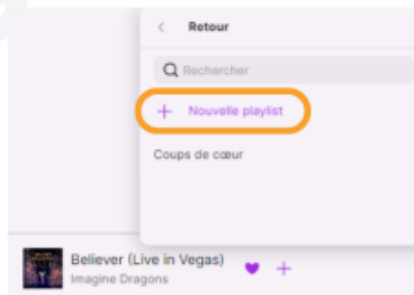 Retour
Rechercher
Nouvelle playlist
Coups de cœur
Believer (Live in Vegas)
Imagine Dragons